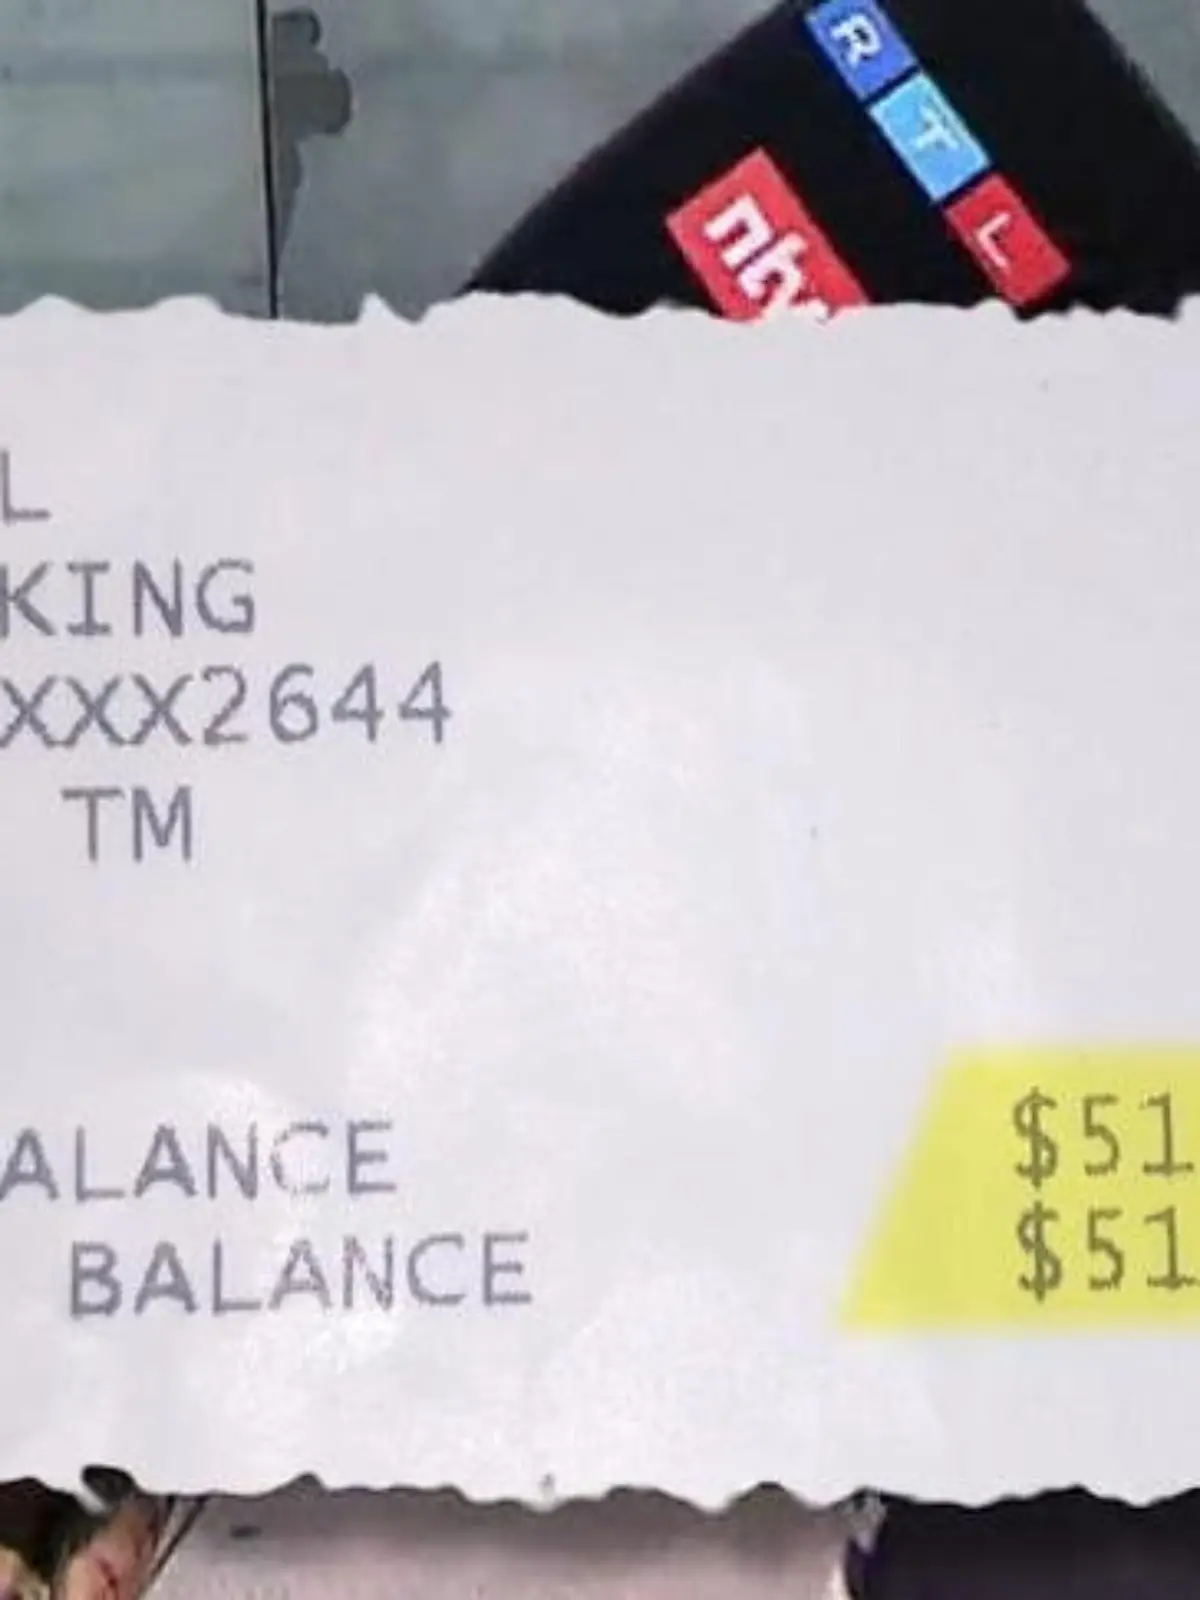 R T L
ntv
L
KING
XXX2644
TM
ALANCE $51
BALANCE $51